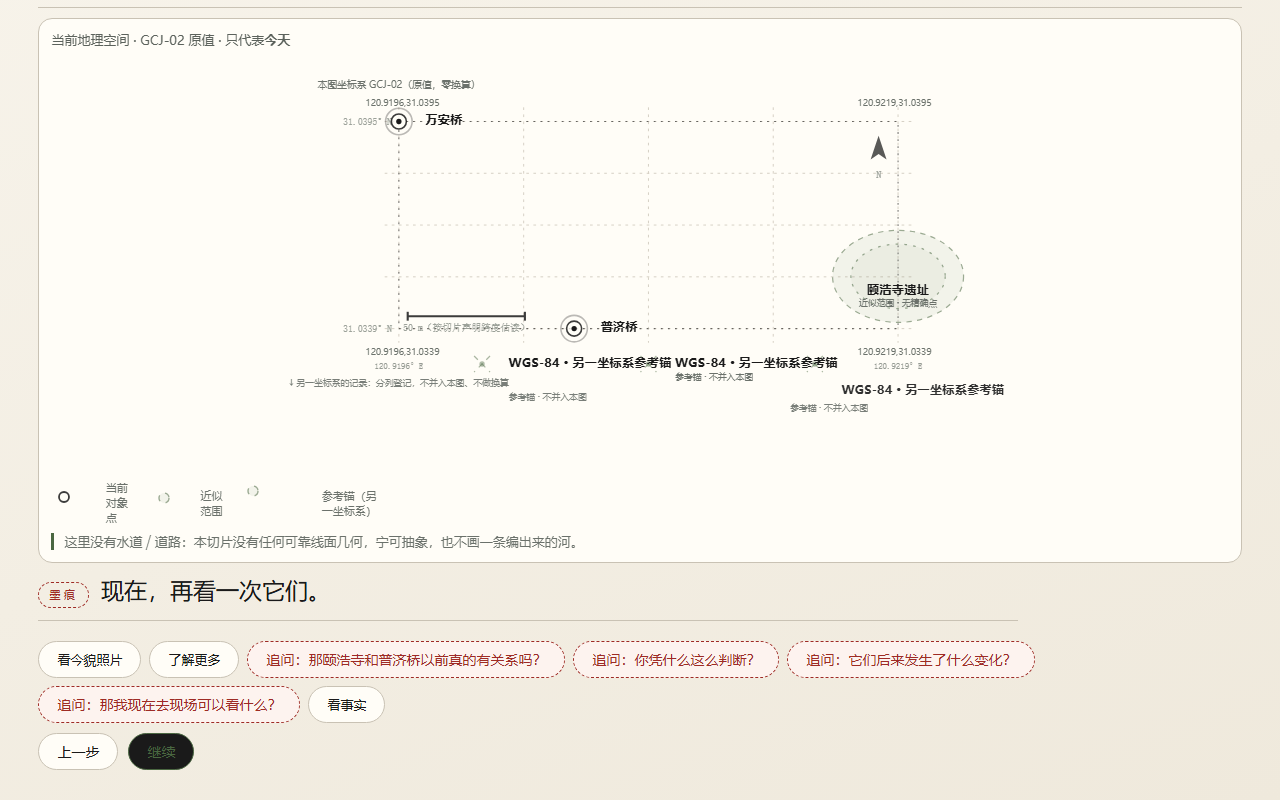 当前地理空间 · GCJ-02 原值 · 只代表今天
本图坐标系 GCJ-02（原值，零换算）
120.9196,31.0395
120.9219,31.0395
31.0395° N
万安桥
N
颐浩寺遗址
近似范围 · 无精确点
50 m（按切片声明跨度估读）
31.0339° N
普济桥
120.9196,31.0339
120.9219,31.0339
120.9196° E
120.9219° E
WGS-84 · 另一坐标系参考锚
WGS-84 · 另一坐标系参考锚
参考锚 · 不并入本图
↓ 另一坐标系的记录：分列登记，不并入本图、不做换算
WGS-84 · 另一坐标系参考锚
参考锚 · 不并入本图
参考锚 · 不并入本图
当前
对象
点
近似
范围
参考锚（另
一坐标系）
这里没有水道 / 道路：本切片没有任何可靠线面几何，宁可抽象，也不画一条编出来的河。
墨痕
现在，再看一次它们。
看今貌照片
了解更多
追问：那颐浩寺和普济桥以前真的有关系吗？
追问：你凭什么这么判断？
追问：它们后来发生了什么变化？
追问：那我现在去现场可以看什么？
看事实
上一步
继续